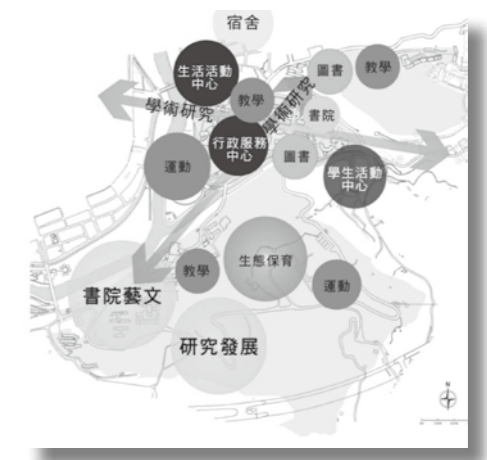 宿舍
生活活動
中心
圖書
教學
教學
學術研究
學術研究
書院
行政服務
中心
圖書
運動
學生活動
中心
生態保育
教學
運動
書院藝文
研究發展
N